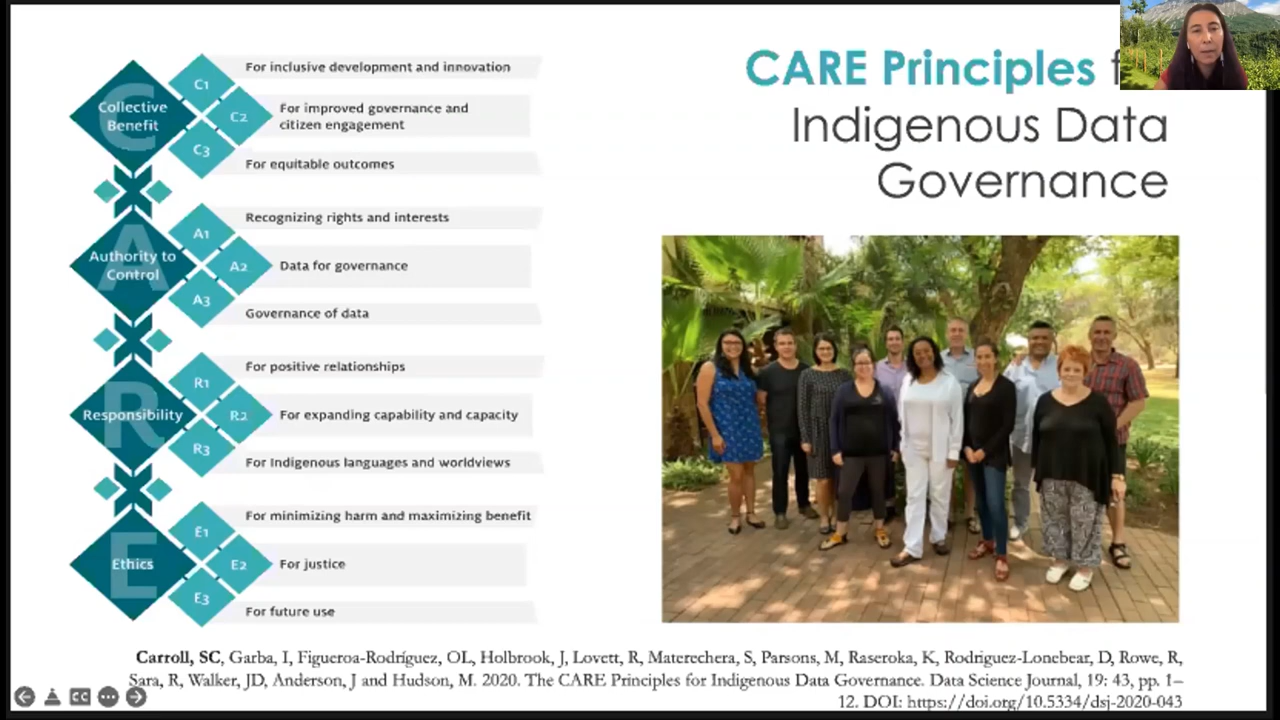 CARE Principles
Indigenous Data
Governance
C
Collective
Benefit
C1
For inclusive development and innovation
C2
For improved governance and
citizen engagement
C3
For equitable outcomes
A
Authority to
Control
A1
Recognizing rights and interests
A2
Data for governance
A3
Governance of data
R
Responsibility
R1
For positive relationships
R2
For expanding capability and capacity
R3
For Indigenous languages and worldviews
E
Ethics
E1
For minimizing harm and maximizing benefit
E2
For justice
E3
For future use
Carroll, SC, Garba, I, Figueroa-Rodríguez, OL, Holbrook, J, Lovett, R, Materechera, S, Parsons, M, Raseroka, K, Rodriguez-Lonebear, D, Rowe, R,
Sara, R, Walker, JD, Anderson, J and Hudson, M. 2020. The CARE Principles for Indigenous Data Governance. Data Science Journal, 19: 43, pp. 1–
12. DOI: https://doi.org/10.5334/dsj-2020-043
CC